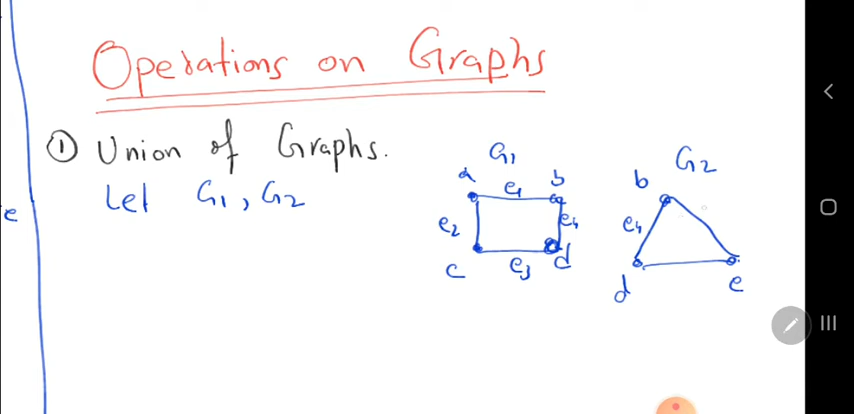 Operations on Graphs
① Union of Graphs.
Let G₁, G₂
G₁
a e₁ b
e₂ e₄
c e₃ d
G₂
b
e₄
d e
e